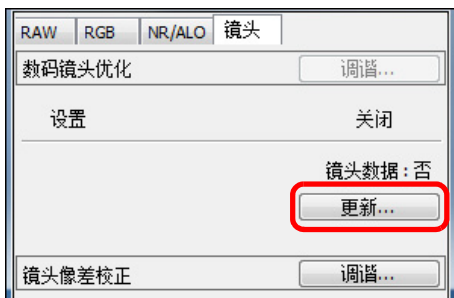 RAW RGB NR/ALO 镜头
数码镜头优化 调谐...
设置 关闭
镜头数据：否
更新...
镜头像差校正 调谐...